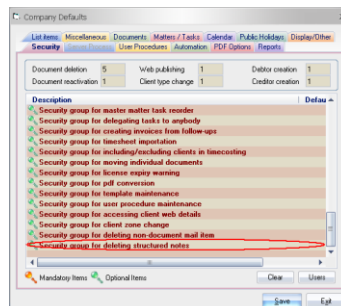 Company Defaults
List items Miscellaneous Documents Matters / Tasks Calendar Public Holidays Display/Other
Security User Procedures Automation PDF Options Reports
Document deletion 5 Web publishing 1 Debtor creation 1
Document reactivation 1 Client type change 1 Creditor creation 1
Description Defau
Security group for master matter task reorder
Security group for delegating tasks to anybody
Security group for creating invoices from follow-ups
Security group for timesheet importation
Security group for including/excluding clients in timecosting
Security group for moving individual documents
Security group for license expiry warning
Security group for pdf conversion
Security group for template maintenance
Security group for user procedure maintenance
Security group for accessing client web details
Security group for client zone change
Security group for deleting non-document mail item
Security group for deleting structured notes
Mandatory Items Optional Items Clear Users
Save Exit